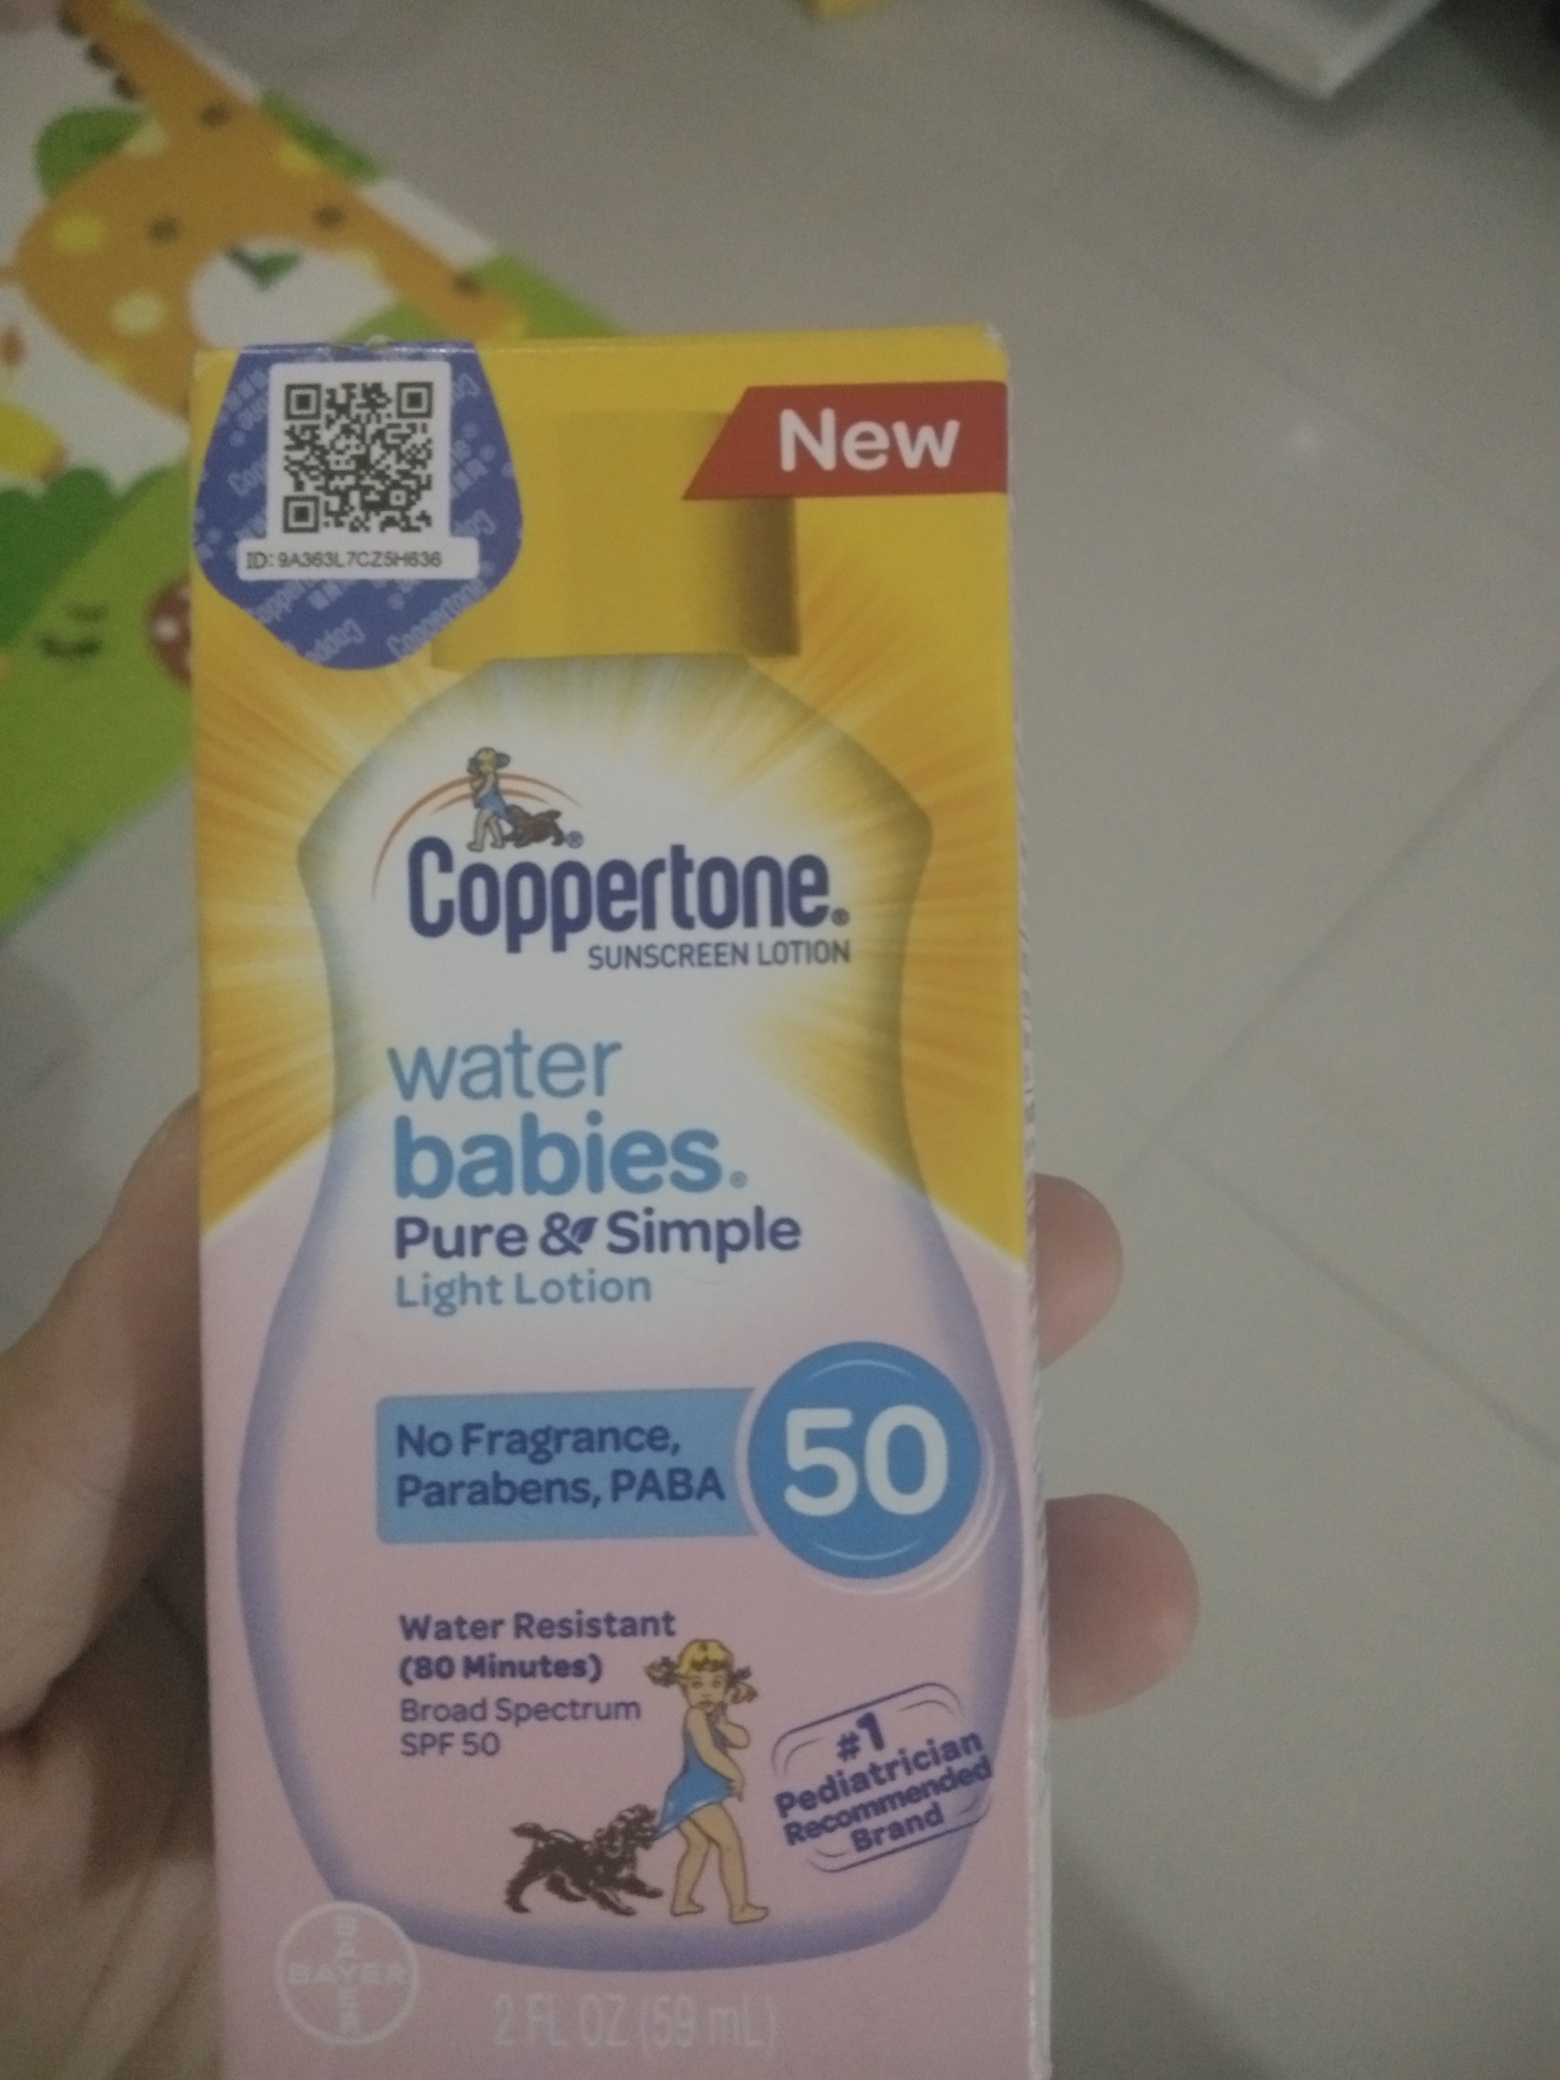 New
ID: 9A363L7CZ5H636
Coppertone®
SUNSCREEN LOTION
water
babies®
Pure & Simple
Light Lotion
No Fragrance,
Parabens, PABA
50
Water Resistant
(80 Minutes)
Broad Spectrum
SPF 50
#1
Pediatrician
Recommended
Brand
BAYER
2 FL OZ (59 mL)